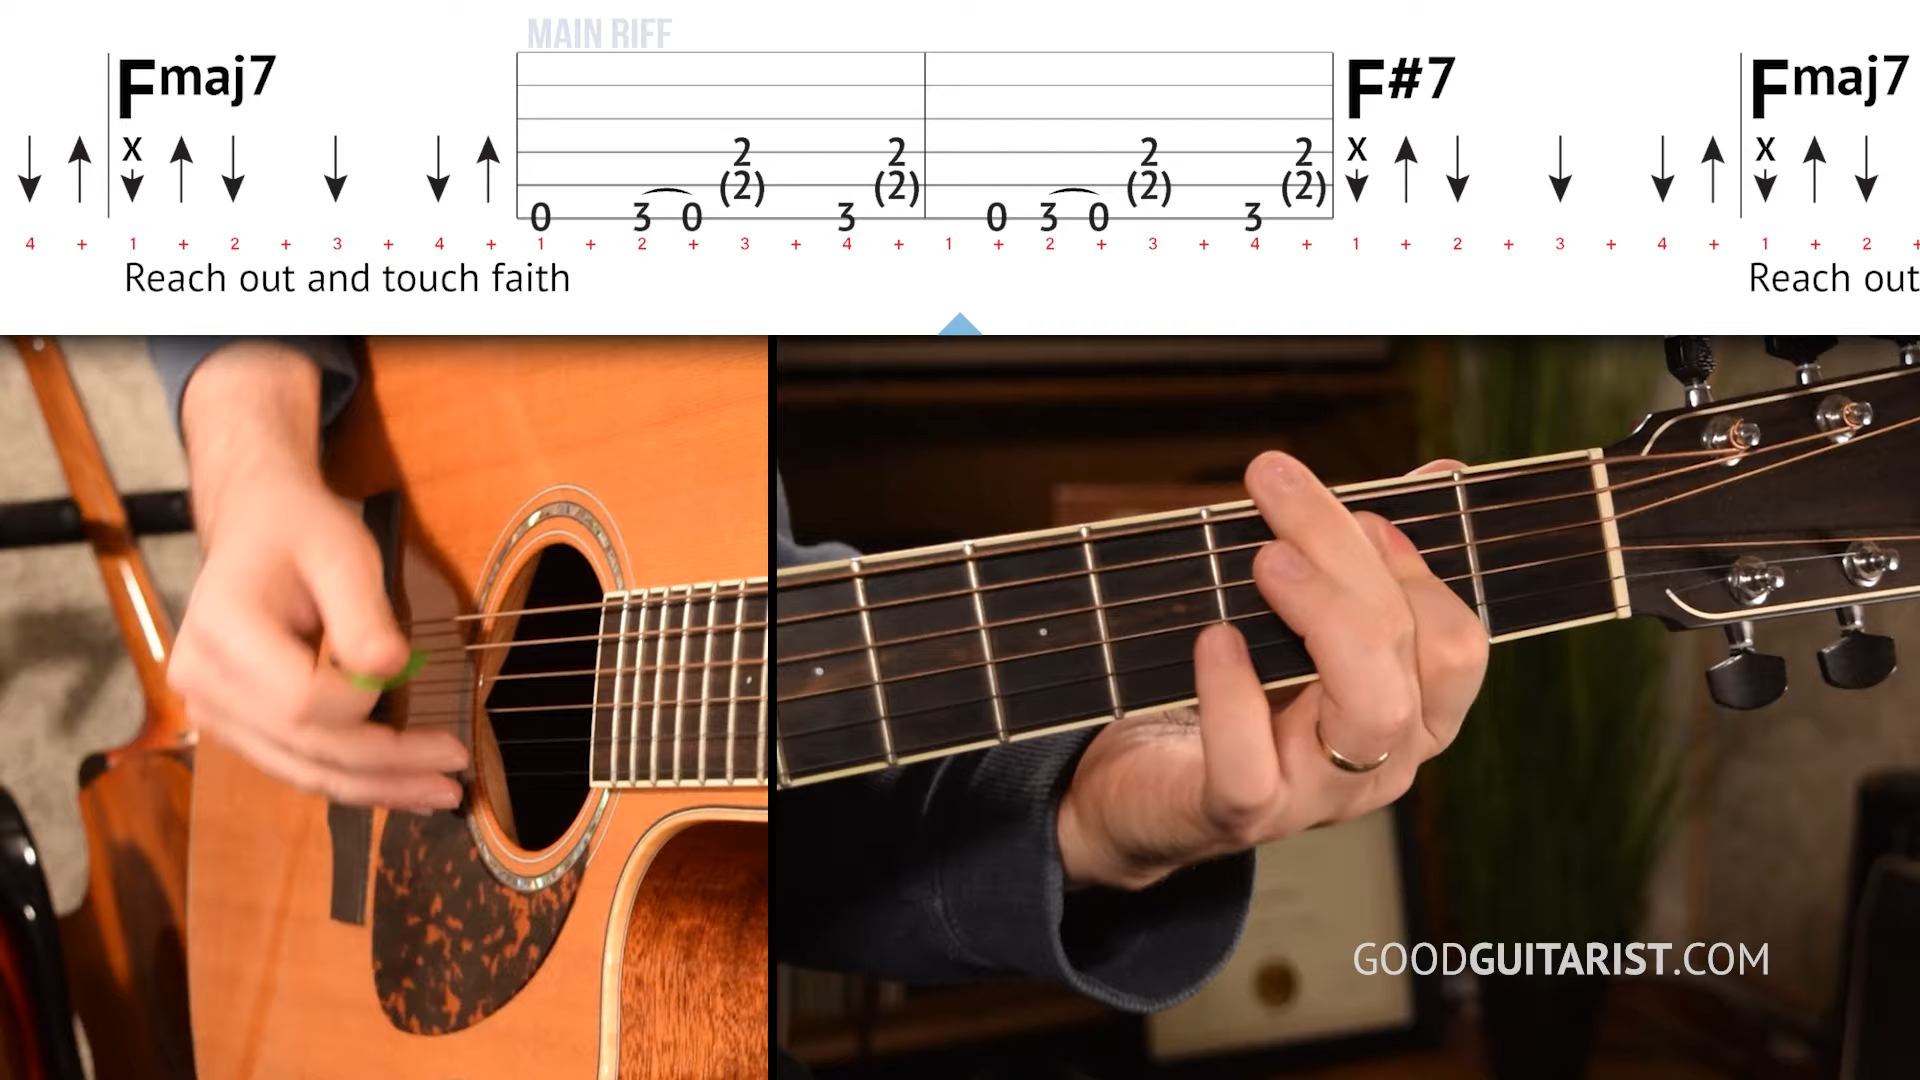 MAIN RIFF
Fmaj7 F#7 Fmaj7
X X X
2 2 2 2
(2) (2) (2) (2)
0 3 0 3 0 3 0 3
4 + 1 + 2 + 3 + 4 + 1 + 2 + 3 + 4 + 1 + 2 + 3 + 4 + 1 + 2 + 3 + 4 + 1 + 2 +
Reach out and touch faith Reach out
GOODGUITARIST.COM